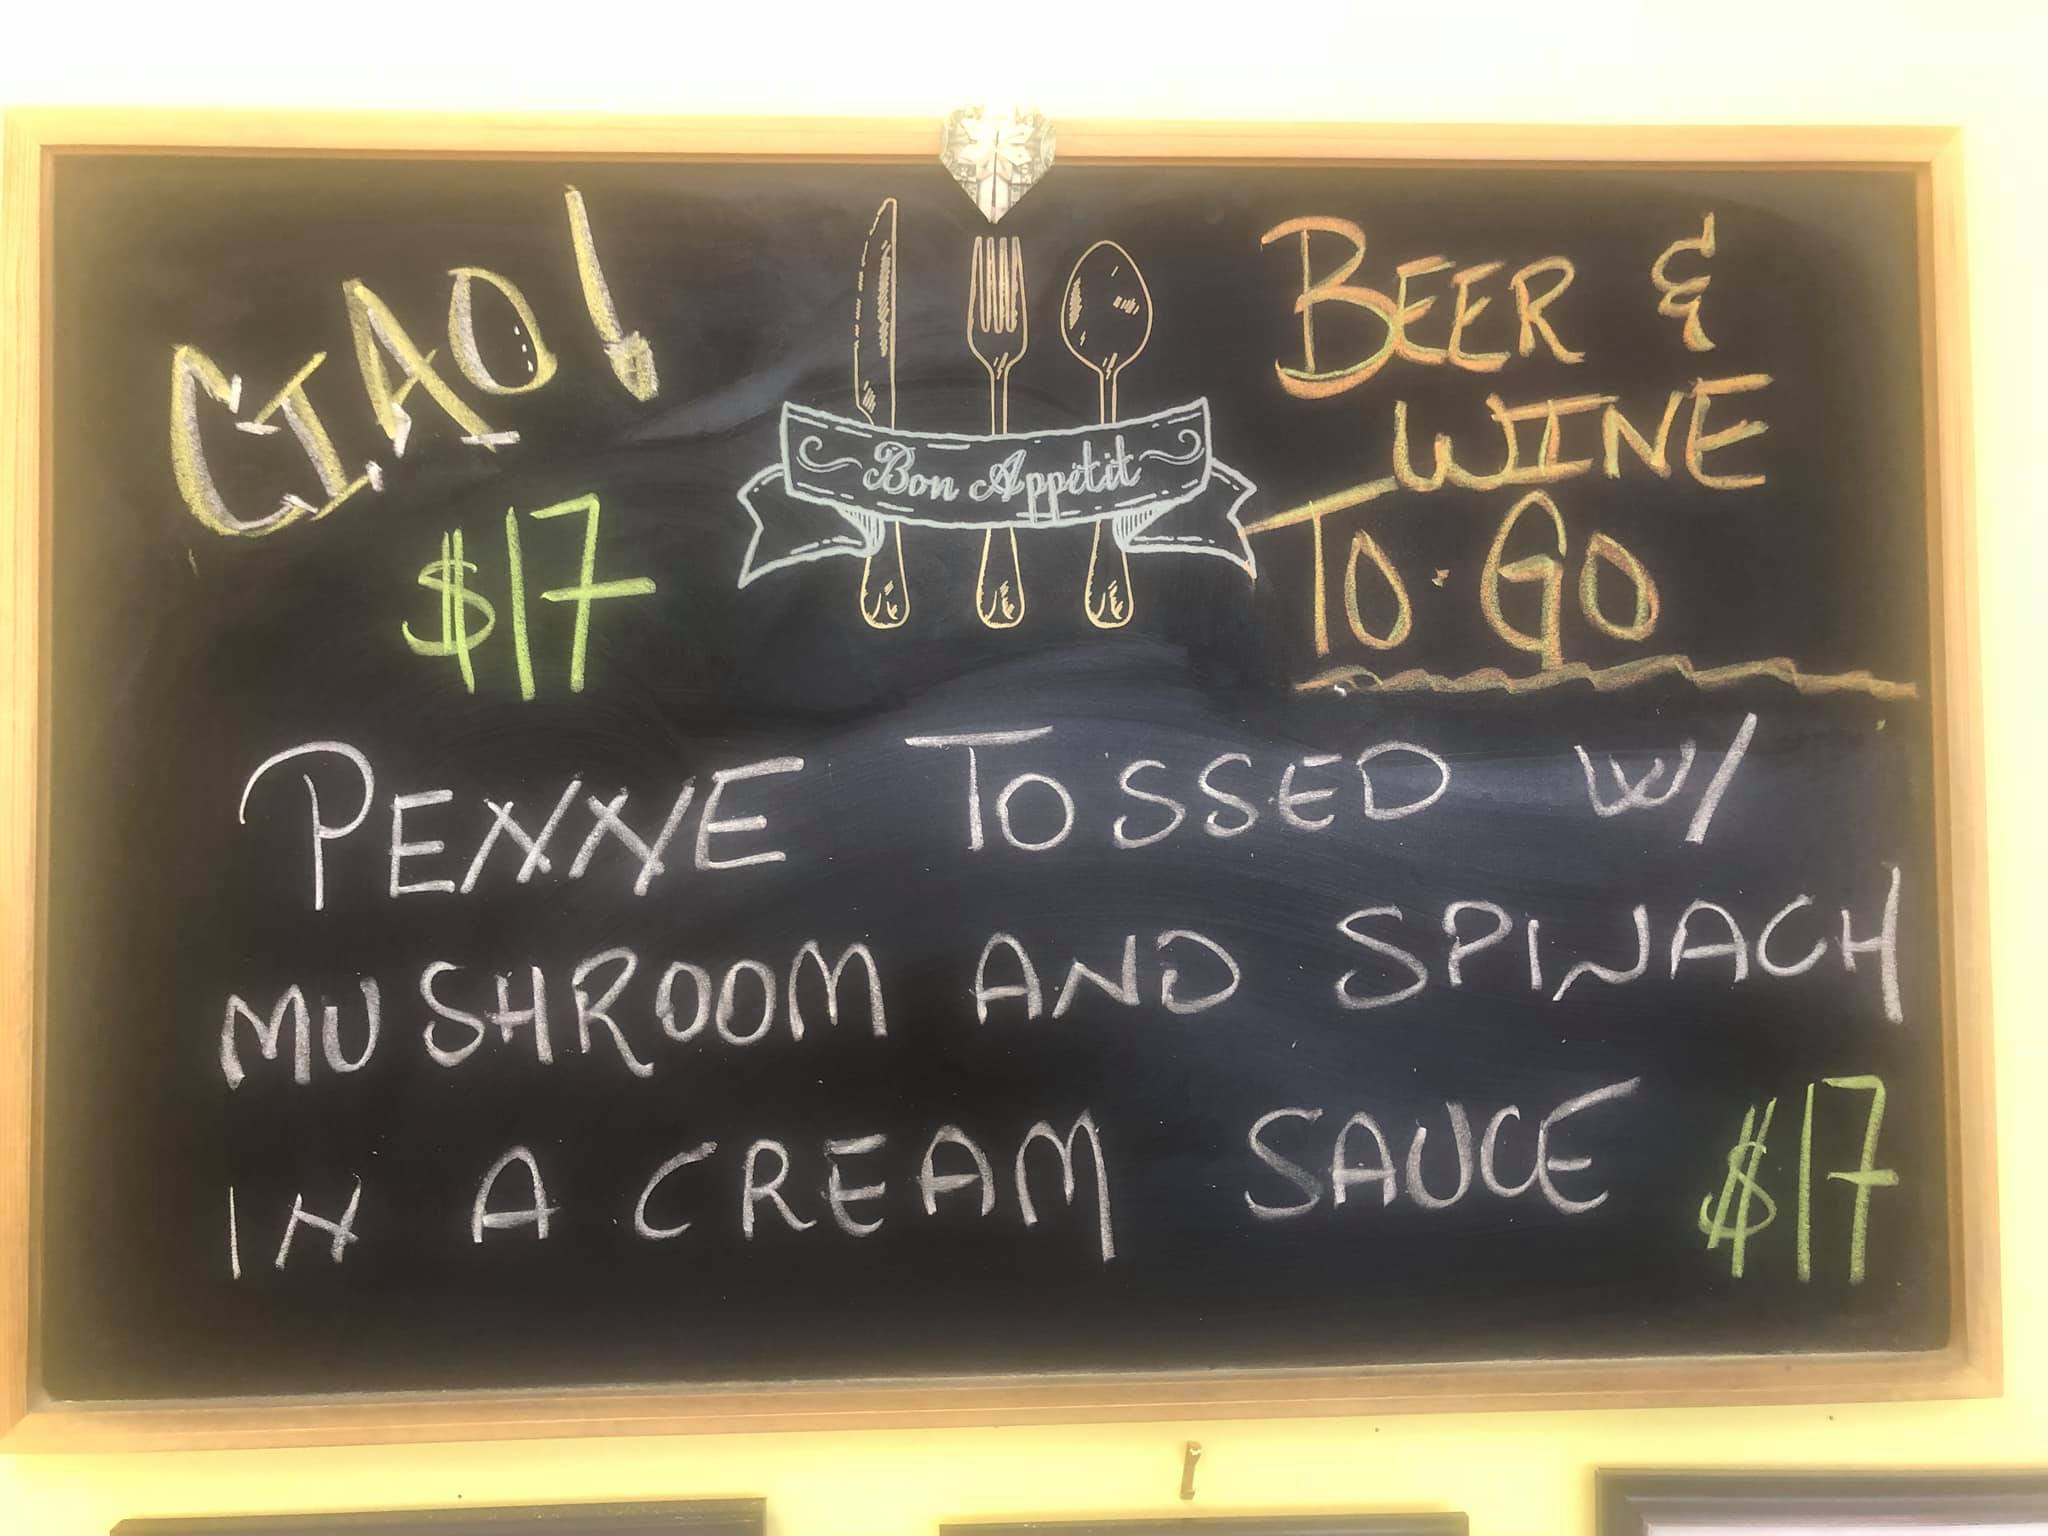 CIAO!
$17
Bon Appétit
BEER &
WINE
TO·GO
PENNE TOSSED W/
MUSHROOM AND SPINACH
IN A CREAM SAUCE $17